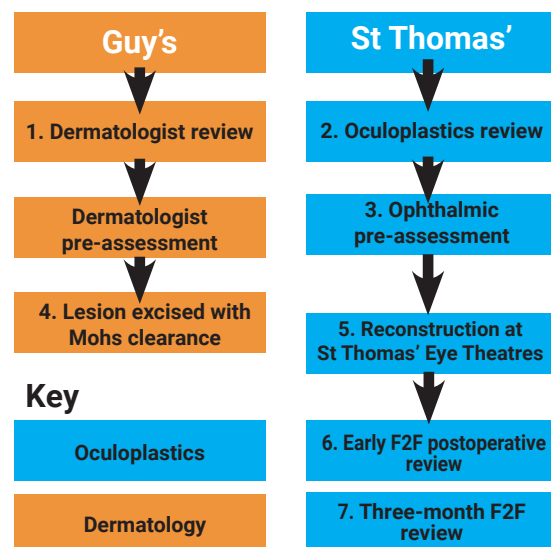 Guy’s
1. Dermatologist review
Dermatologist
pre-assessment
4. Lesion excised with
Mohs clearance
Key
Oculoplastics
Dermatology
St Thomas’
2. Oculoplastics review
3. Ophthalmic
pre-assessment
5. Reconstruction at
St Thomas’ Eye Theatres
6. Early F2F postoperative
review
7. Three-month F2F
review